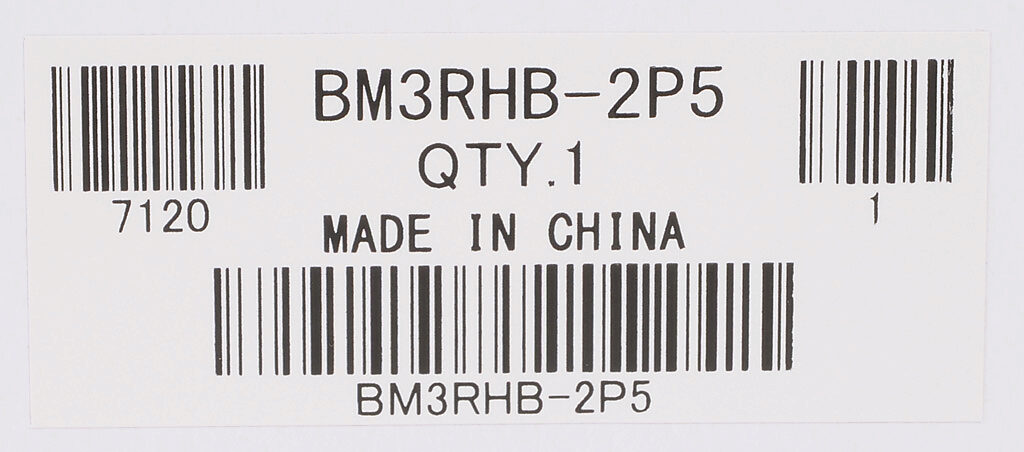 BM3RHB-2P5
QTY.1
7120
1
MADE IN CHINA
BM3RHB-2P5